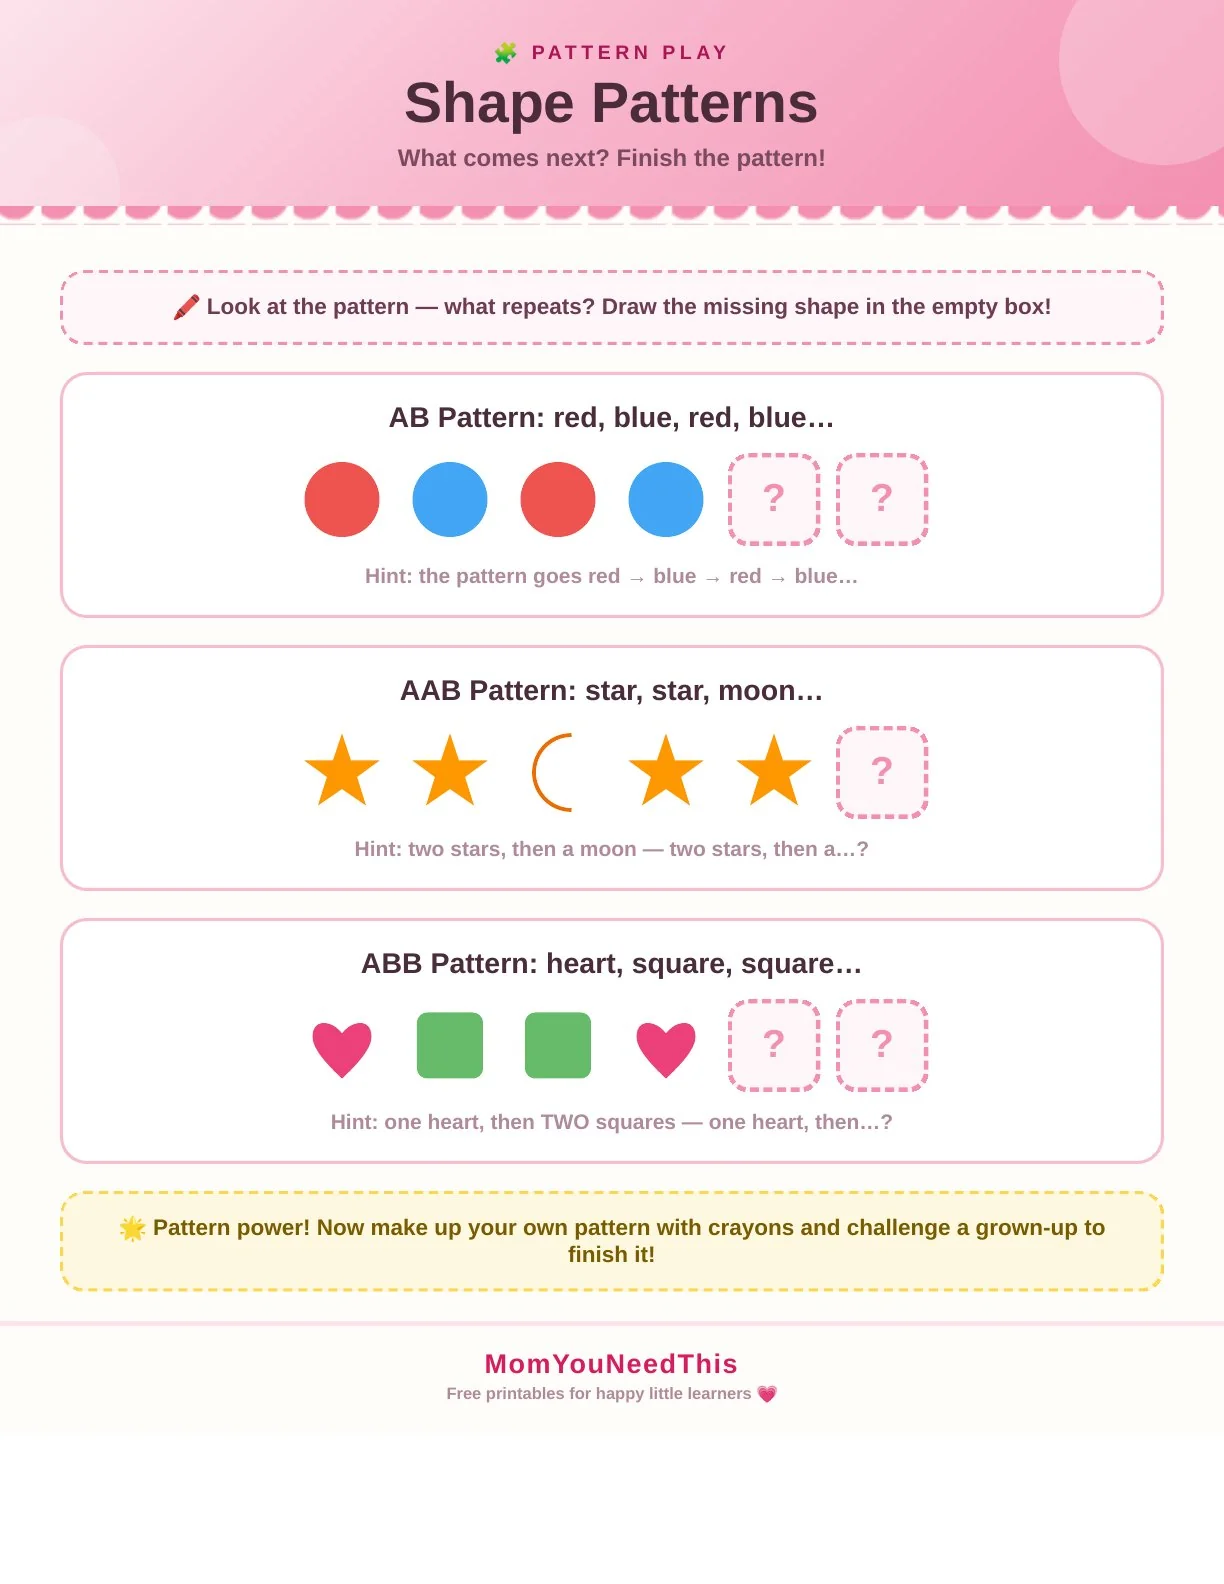 🧩 PATTERN PLAY
Shape Patterns
What comes next? Finish the pattern!
🖍️ Look at the pattern — what repeats? Draw the missing shape in the empty box!
AB Pattern: red, blue, red, blue…
? ?
Hint: the pattern goes red → blue → red → blue…
AAB Pattern: star, star, moon…
?
Hint: two stars, then a moon — two stars, then a…?
ABB Pattern: heart, square, square…
? ?
Hint: one heart, then TWO squares — one heart, then…?
🌟 Pattern power! Now make up your own pattern with crayons and challenge a grown-up to
finish it!
MomYouNeedThis
Free printables for happy little learners 💗